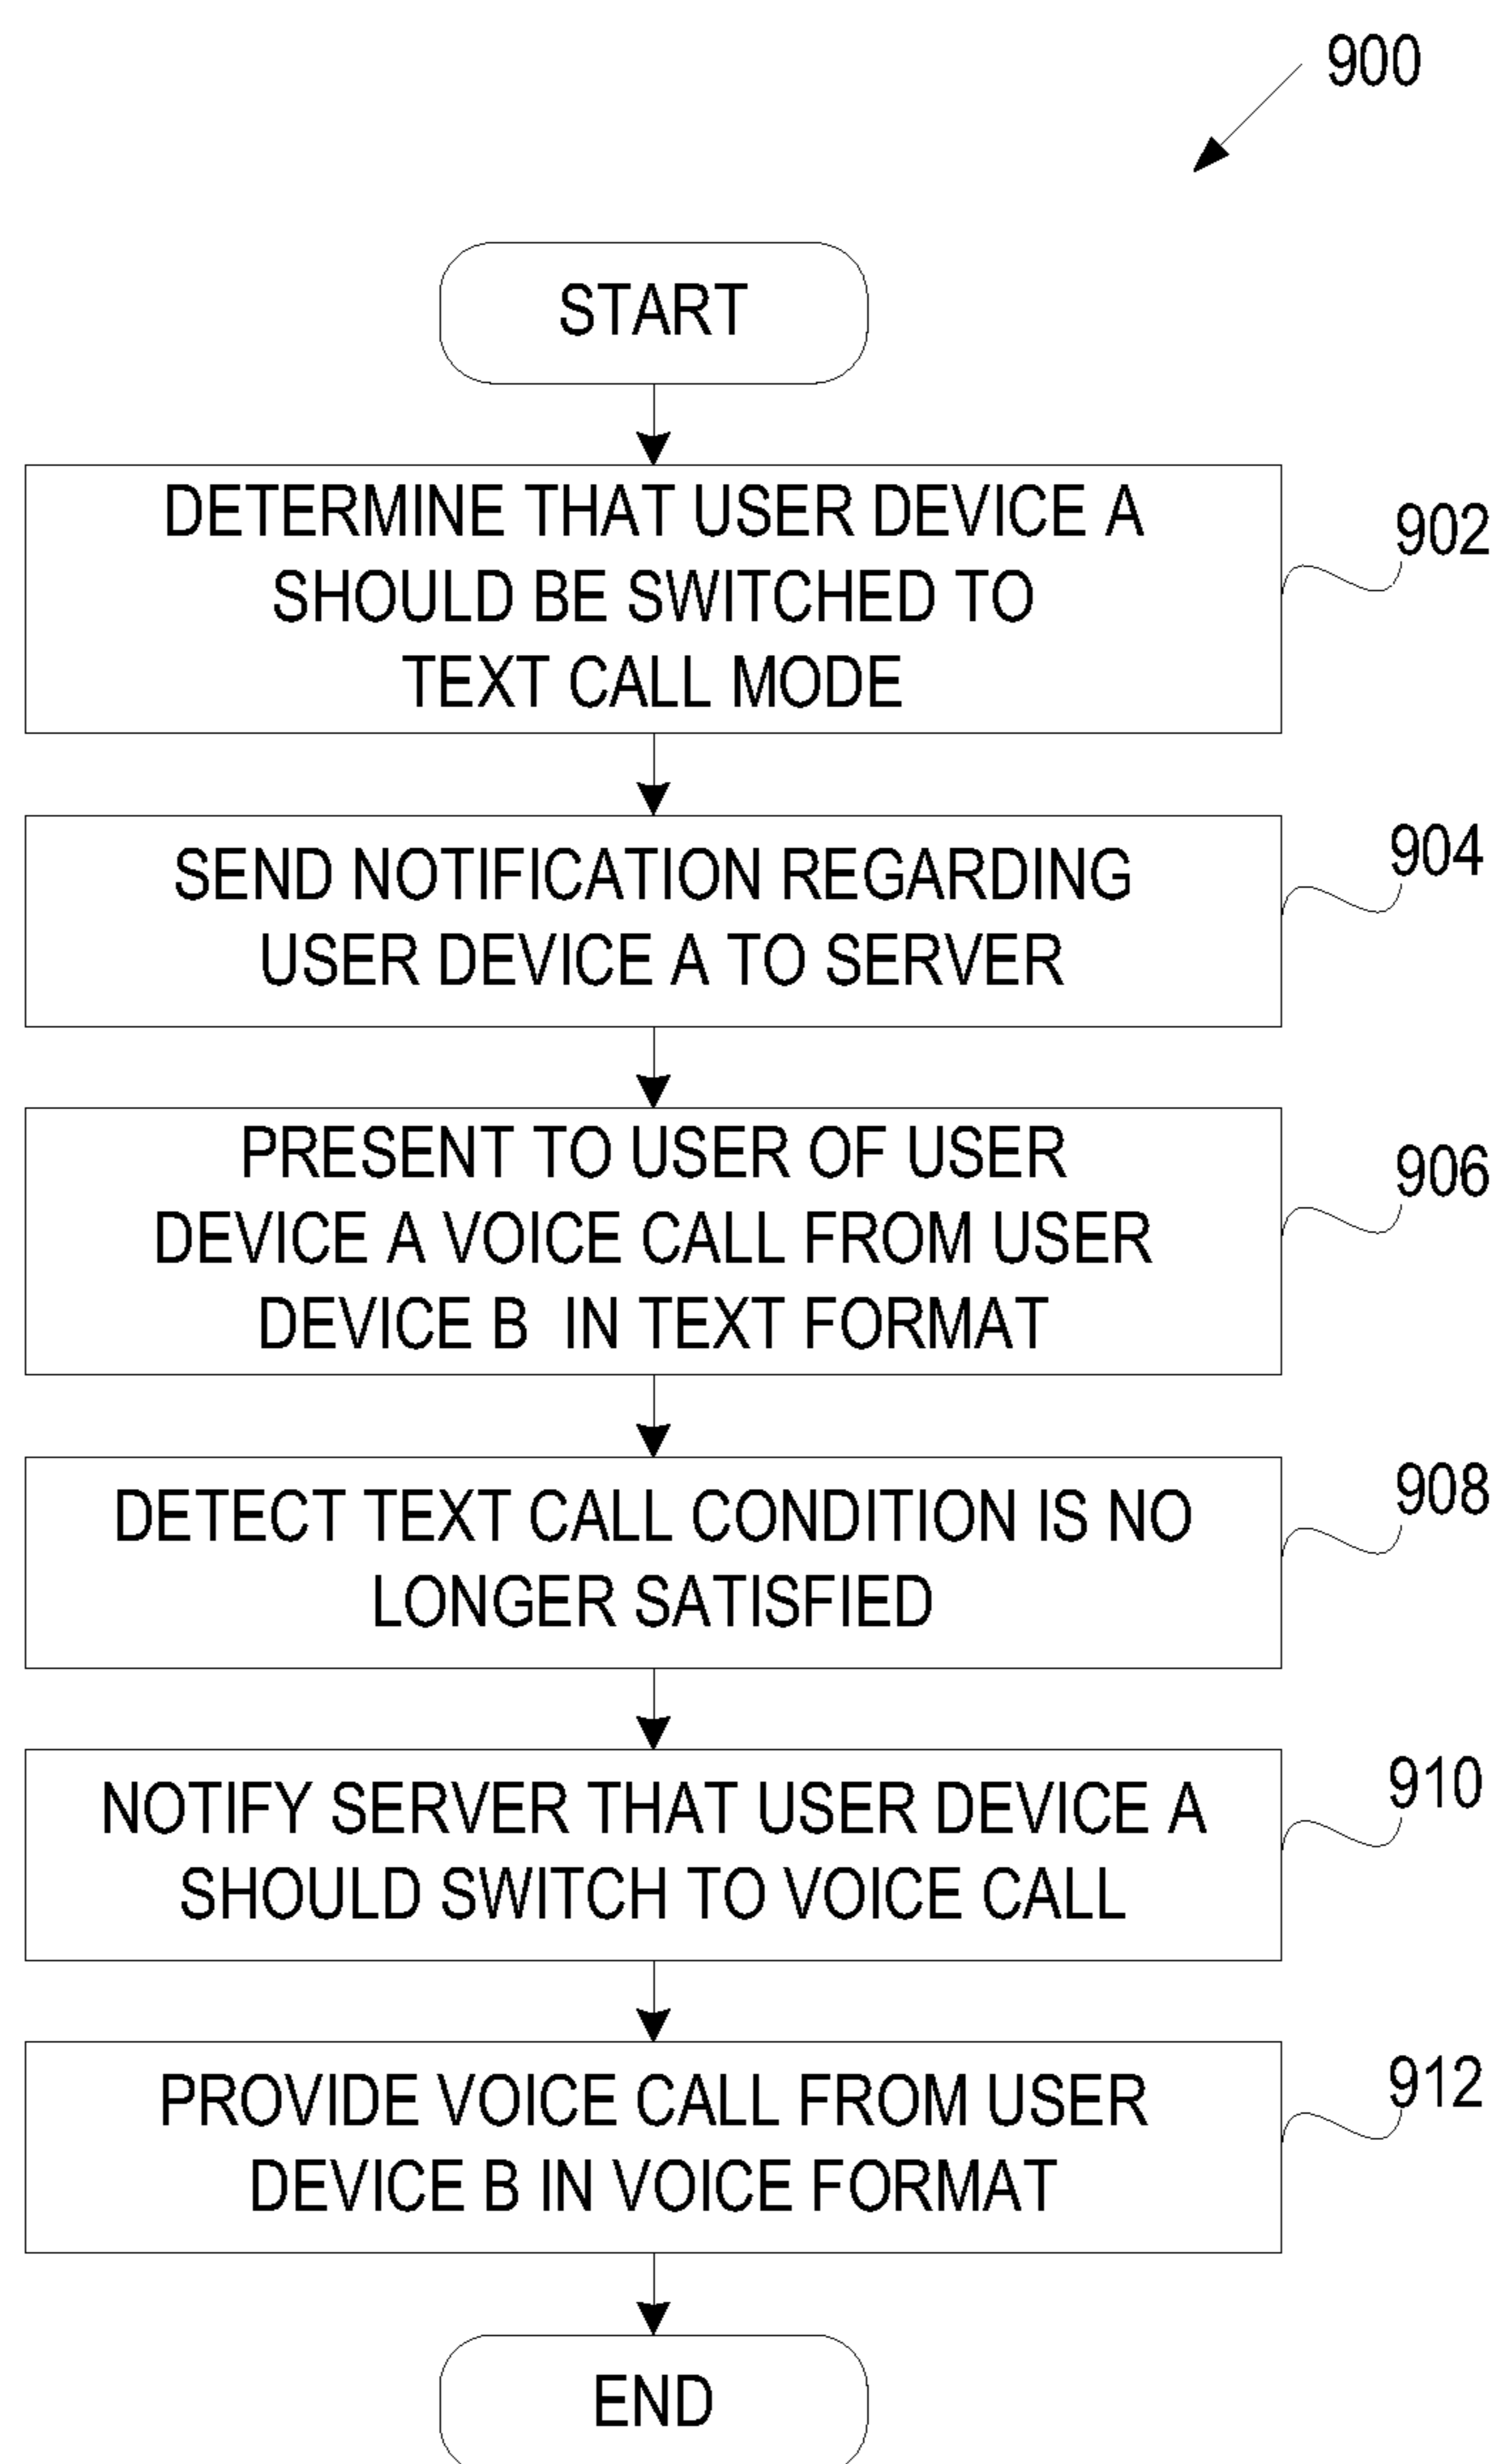 900
START
DETERMINE THAT USER DEVICE A
SHOULD BE SWITCHED TO
TEXT CALL MODE
902
SEND NOTIFICATION REGARDING
USER DEVICE A TO SERVER
904
PRESENT TO USER OF USER
DEVICE A VOICE CALL FROM USER
DEVICE B IN TEXT FORMAT
906
DETECT TEXT CALL CONDITION IS NO
LONGER SATISFIED
908
NOTIFY SERVER THAT USER DEVICE A
SHOULD SWITCH TO VOICE CALL
910
PROVIDE VOICE CALL FROM USER
DEVICE B IN VOICE FORMAT
912
END